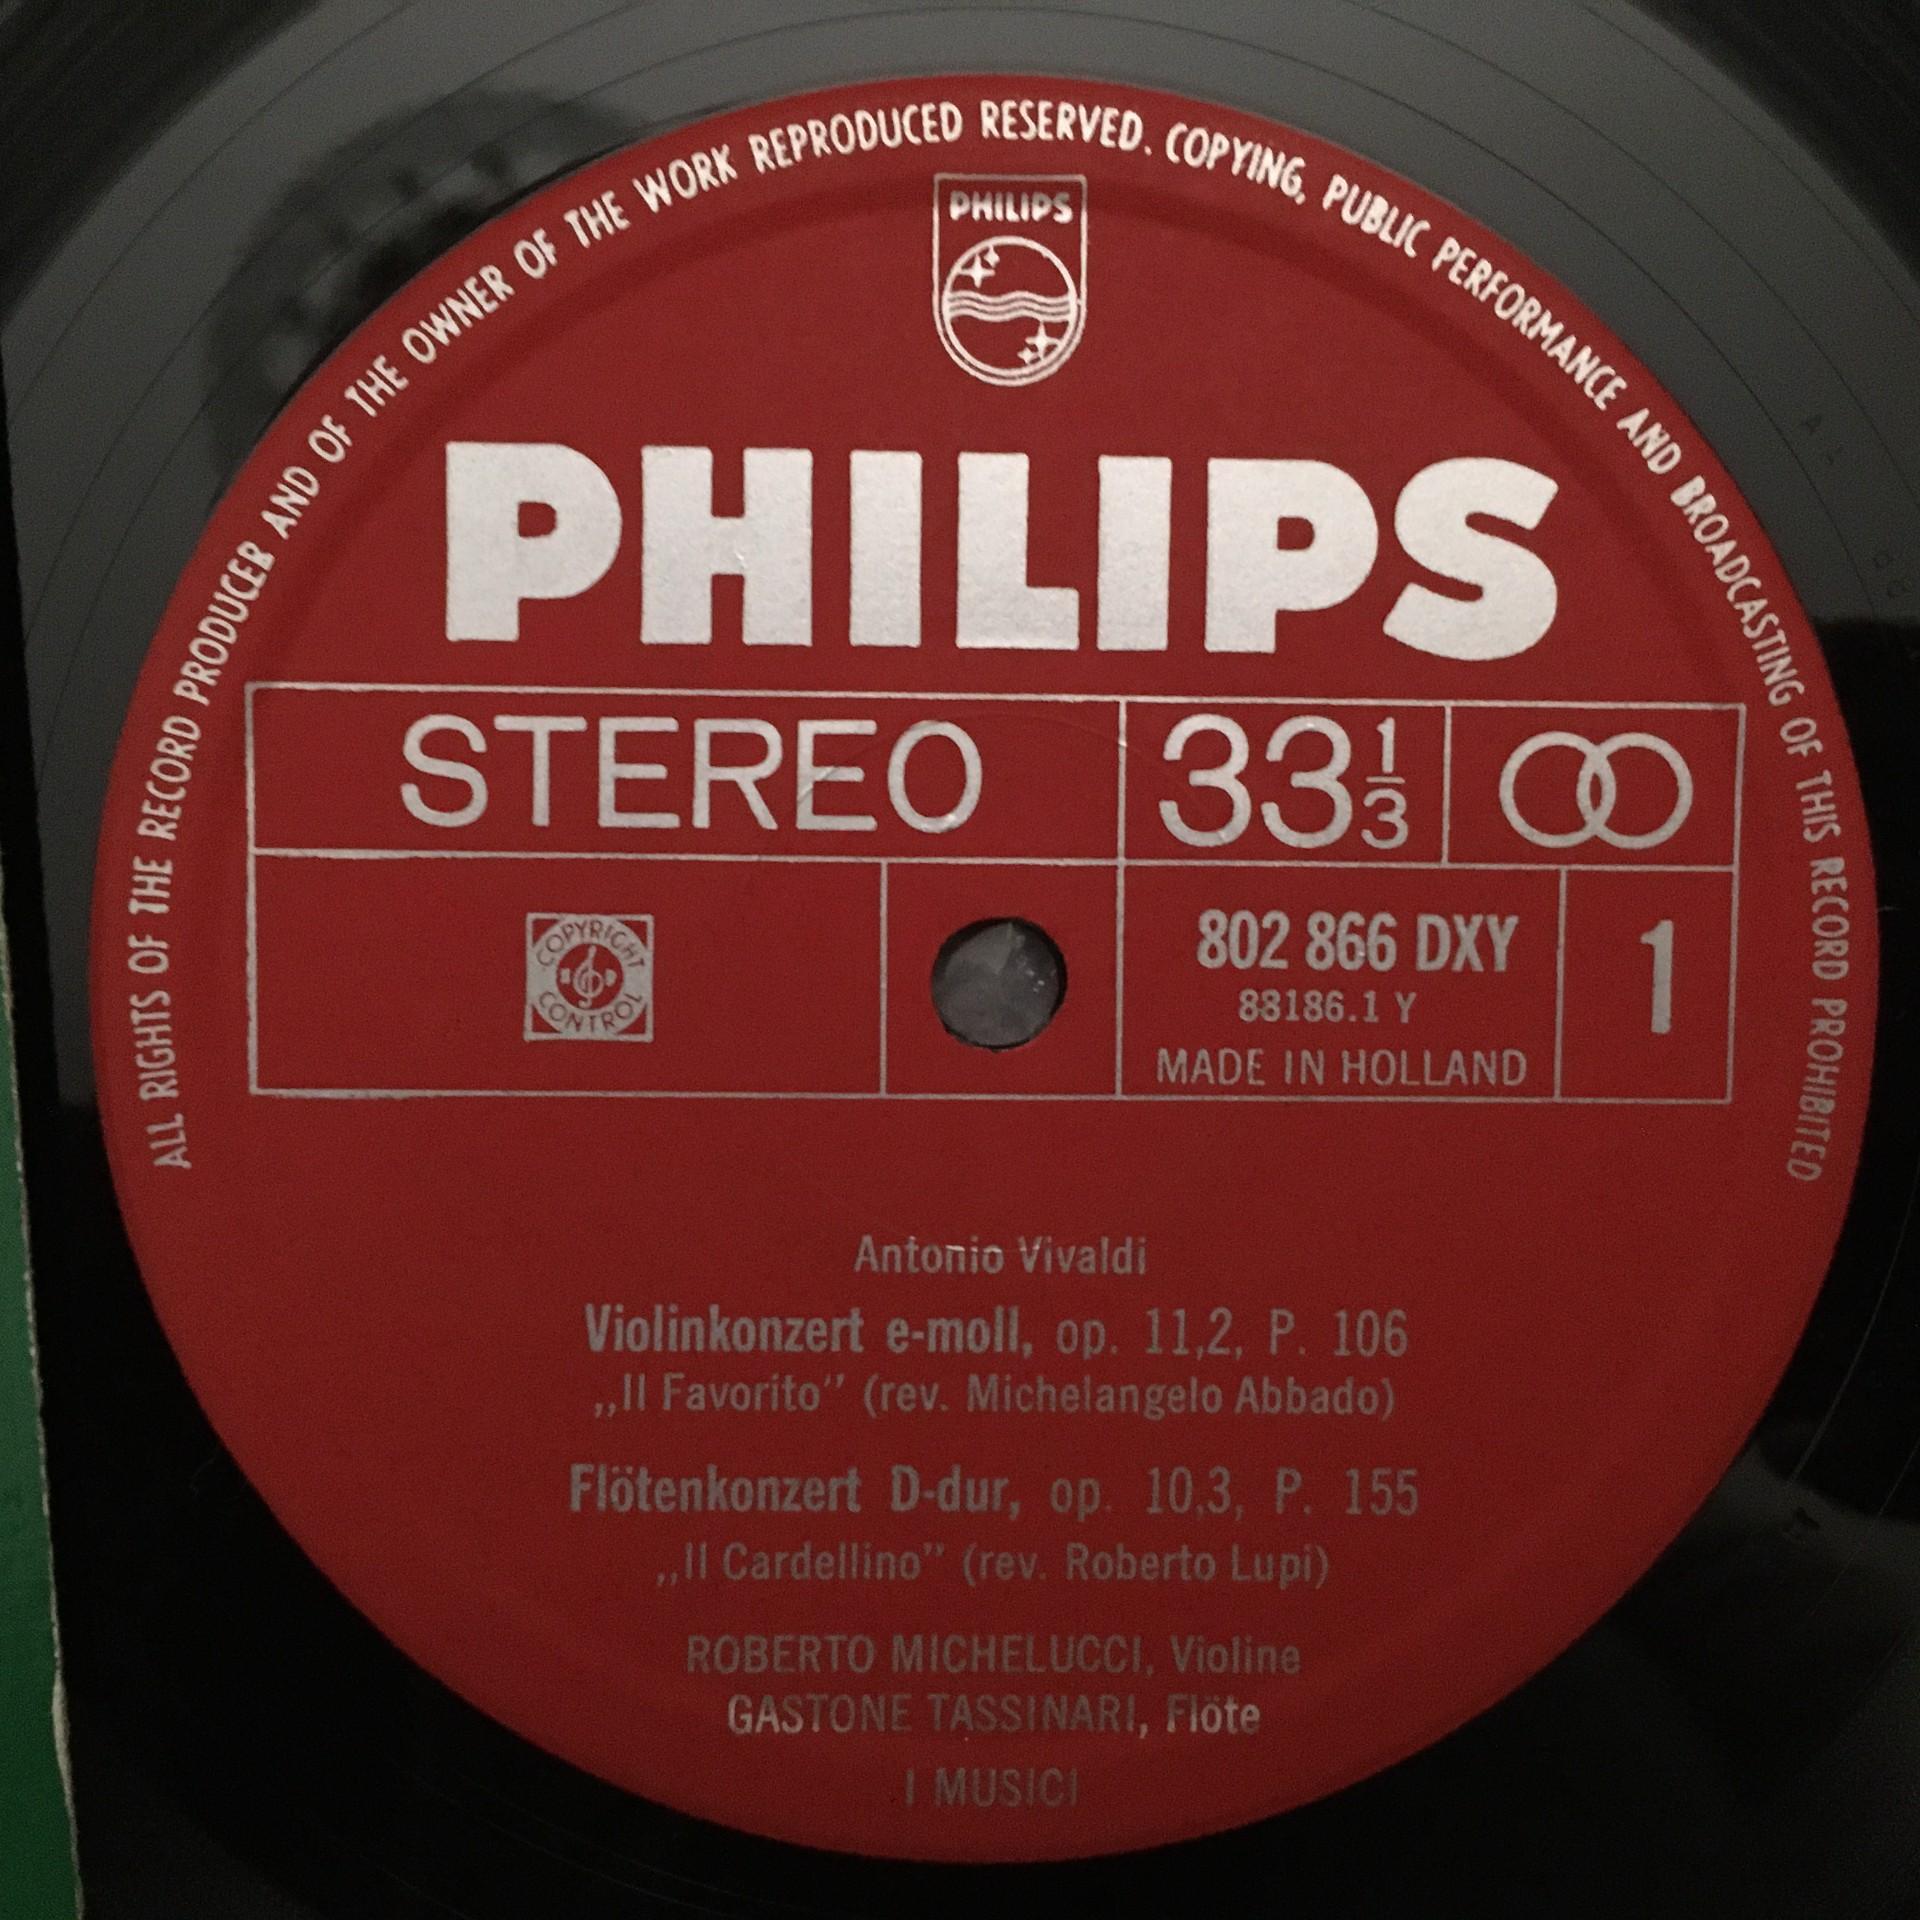 ALL RIGHTS OF THE RECORD PRODUCER AND OF THE OWNER OF THE WORK REPRODUCED RESERVED. COPYING, PUBLIC PERFORMANCE AND BROADCASTING OF THIS RECORD PROHIBITED
PHILIPS
PHILIPS
STEREO 33 1/3
COPYRIGHT CONTROL
802 866 DXY 1
88186.1 Y
MADE IN HOLLAND
Antonio Vivaldi
Violinkonzert e-moll, op. 11,2, P. 106
„Il Favorito” (rev. Michelangelo Abbado)
Flötenkonzert D-dur, op. 10,3, P. 155
„Il Cardellino” (rev. Roberto Lupi)
ROBERTO MICHELUCCI, Violine
GASTONE TASSINARI, Flöte
I MUSICI